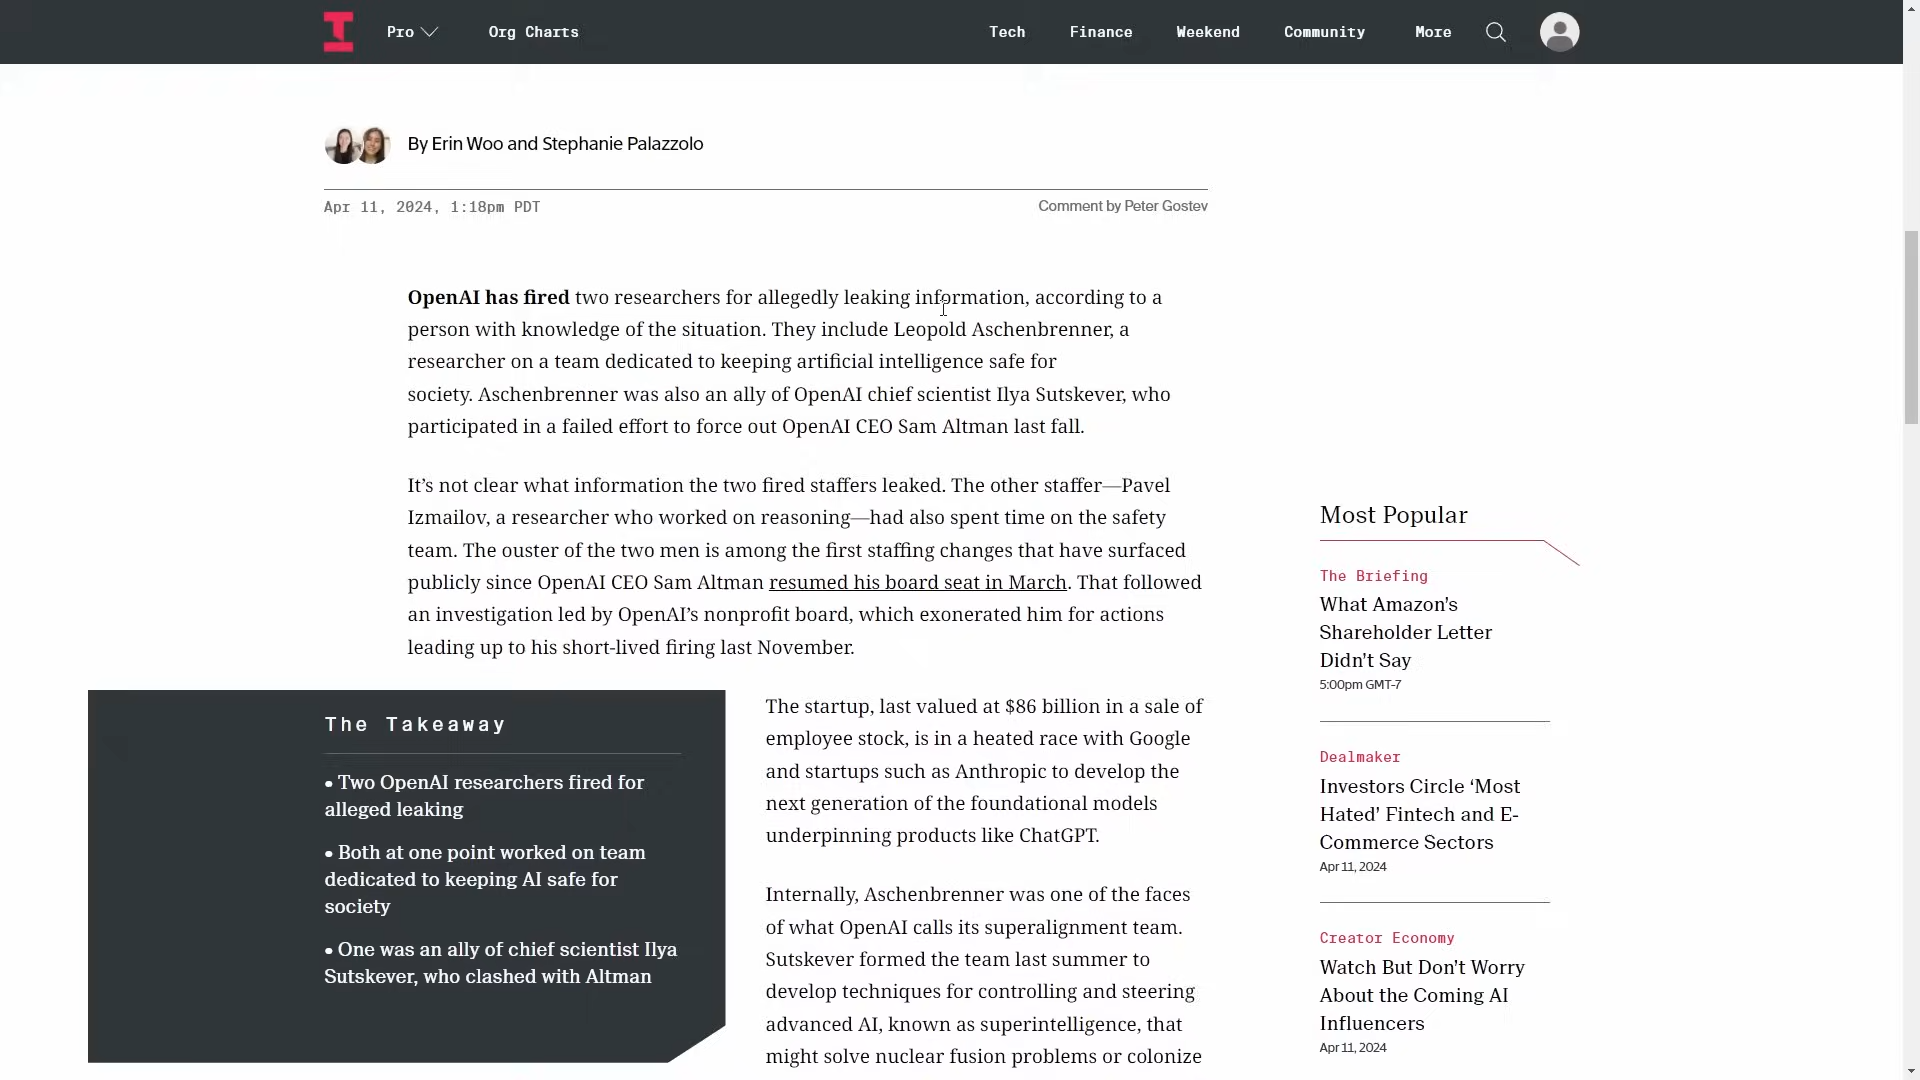 Pro
Org Charts
Tech
Finance
Weekend
Community
More
By Erin Woo and Stephanie Palazzolo
Apr 11, 2024, 1:18pm PDT
Comment by Peter Gostev
OpenAI has fired two researchers for allegedly leaking information, according to a
person with knowledge of the situation. They include Leopold Aschenbrenner, a
researcher on a team dedicated to keeping artificial intelligence safe for
society. Aschenbrenner was also an ally of OpenAI chief scientist Ilya Sutskever, who
participated in a failed effort to force out OpenAI CEO Sam Altman last fall.
It’s not clear what information the two fired staffers leaked. The other staffer—Pavel
Izmailov, a researcher who worked on reasoning—had also spent time on the safety
team. The ouster of the two men is among the first staffing changes that have surfaced
publicly since OpenAI CEO Sam Altman resumed his board seat in March. That followed
an investigation led by OpenAI’s nonprofit board, which exonerated him for actions
leading up to his short-lived firing last November.
The Takeaway
• Two OpenAI researchers fired for
alleged leaking
• Both at one point worked on team
dedicated to keeping AI safe for
society
• One was an ally of chief scientist Ilya
Sutskever, who clashed with Altman
The startup, last valued at $86 billion in a sale of
employee stock, is in a heated race with Google
and startups such as Anthropic to develop the
next generation of the foundational models
underpinning products like ChatGPT.
Internally, Aschenbrenner was one of the faces
of what OpenAI calls its superalignment team.
Sutskever formed the team last summer to
develop techniques for controlling and steering
advanced AI, known as superintelligence, that
might solve nuclear fusion problems or colonize
Most Popular
The Briefing
What Amazon’s
Shareholder Letter
Didn’t Say
5:00pm GMT-7
Dealmaker
Investors Circle ‘Most
Hated’ Fintech and E-
Commerce Sectors
Apr 11, 2024
Creator Economy
Watch But Don’t Worry
About the Coming AI
Influencers
Apr 11, 2024